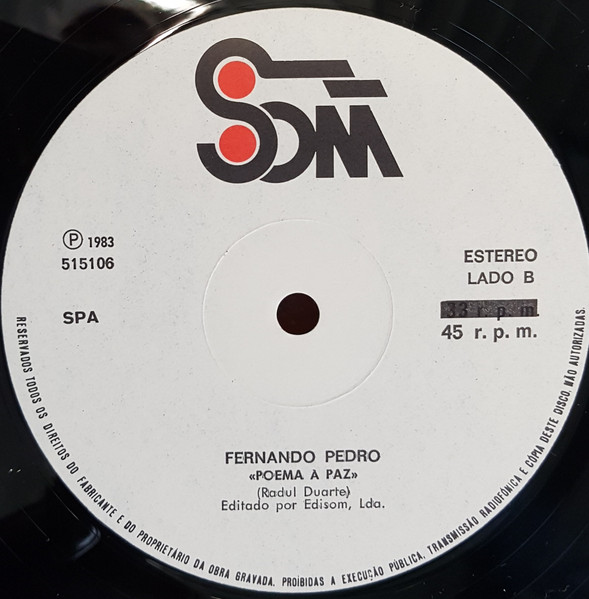 SOM
Ⓟ 1983
515106
SPA
ESTEREO
LADO B
33 r. p. m.
45 r. p. m.
FERNANDO PEDRO
«POEMA À PAZ»
(Radul Duarte)
Editado por Edisom, Lda.
RESERVADOS TODOS OS DIREITOS DO FABRICANTE E DO PROPRIETÁRIO DA OBRA GRAVADA. PROIBIDAS A EXECUÇÃO PÚBLICA, TRANSMISSÃO RADIOFÓNICA E CÓPIA DESTE DISCO, NÃO AUTORIZADAS.